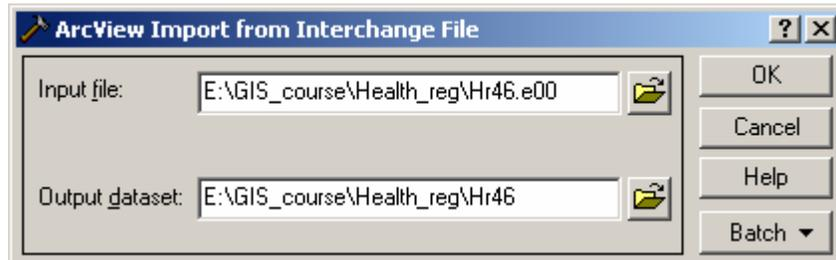 ArcView Import from Interchange File
Input file: E:\GIS_course\Health_reg\Hr46.e00
Output dataset: E:\GIS_course\Health_reg\Hr46
OK
Cancel
Help
Batch